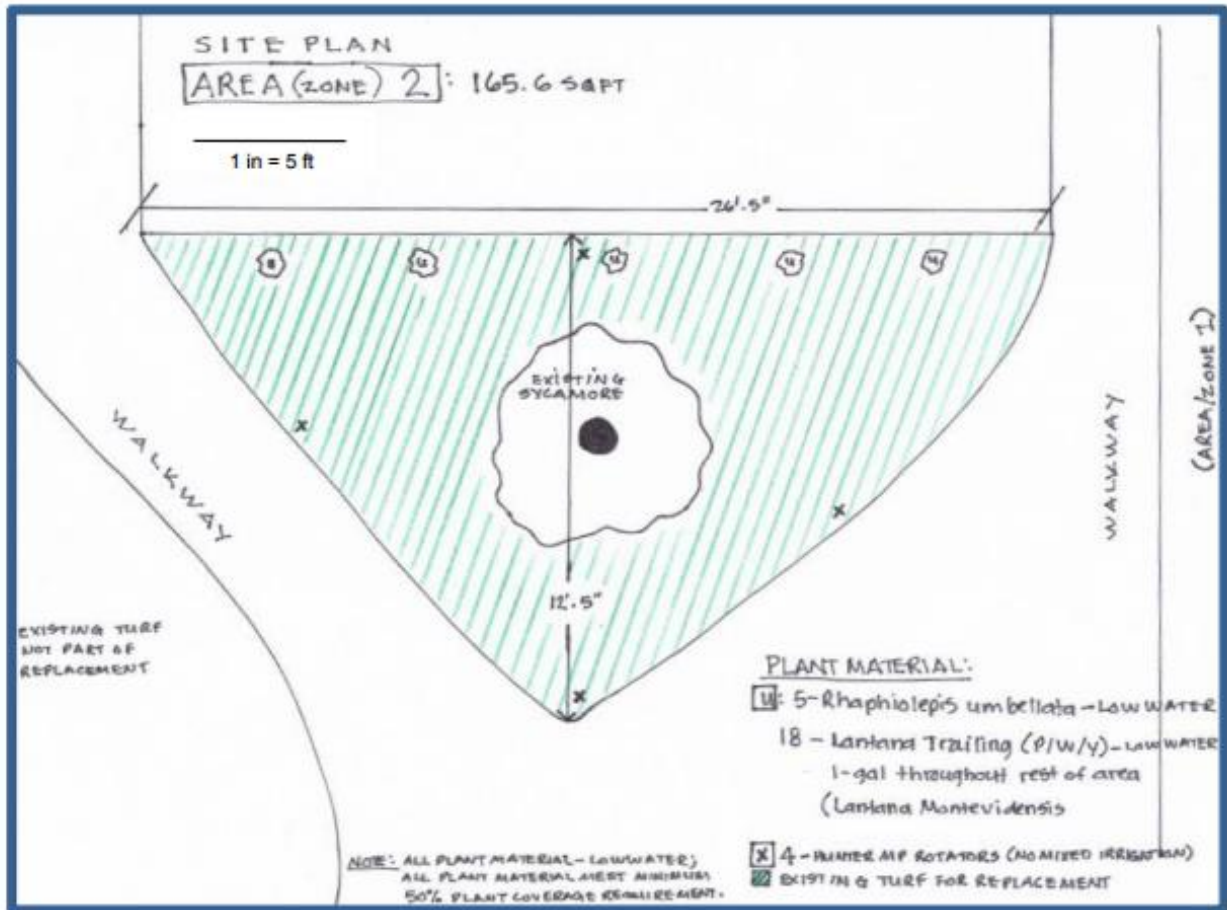 SITE PLAN
AREA (ZONE) 2: 165.6 SQFT
1 in = 5 ft
26'.5"
u
u
u
u
u
x
EXISTING
SYCAMORE
x
x
12'.5"
x
WALKWAY
WALKWAY
(AREA/ZONE 1)
EXISTING TURF
NOT PART OF
REPLACEMENT
PLANT MATERIAL:
u: 5-Rhaphiolepis umbellata-LOW WATER
18 - Lantana Trailing (P/W/Y)-LOW WATER
1-gal throughout rest of area
(Lantana Montevidensis
NOTE: ALL PLANT MATERIAL-LOW WATER;
ALL PLANT MATERIAL MEET MINIMUM
50% PLANT COVERAGE REQUIREMENT.
x 4-HUNTER MP ROTATORS (NO MIXED IRRIGATION)
EXISTING TURF FOR REPLACEMENT